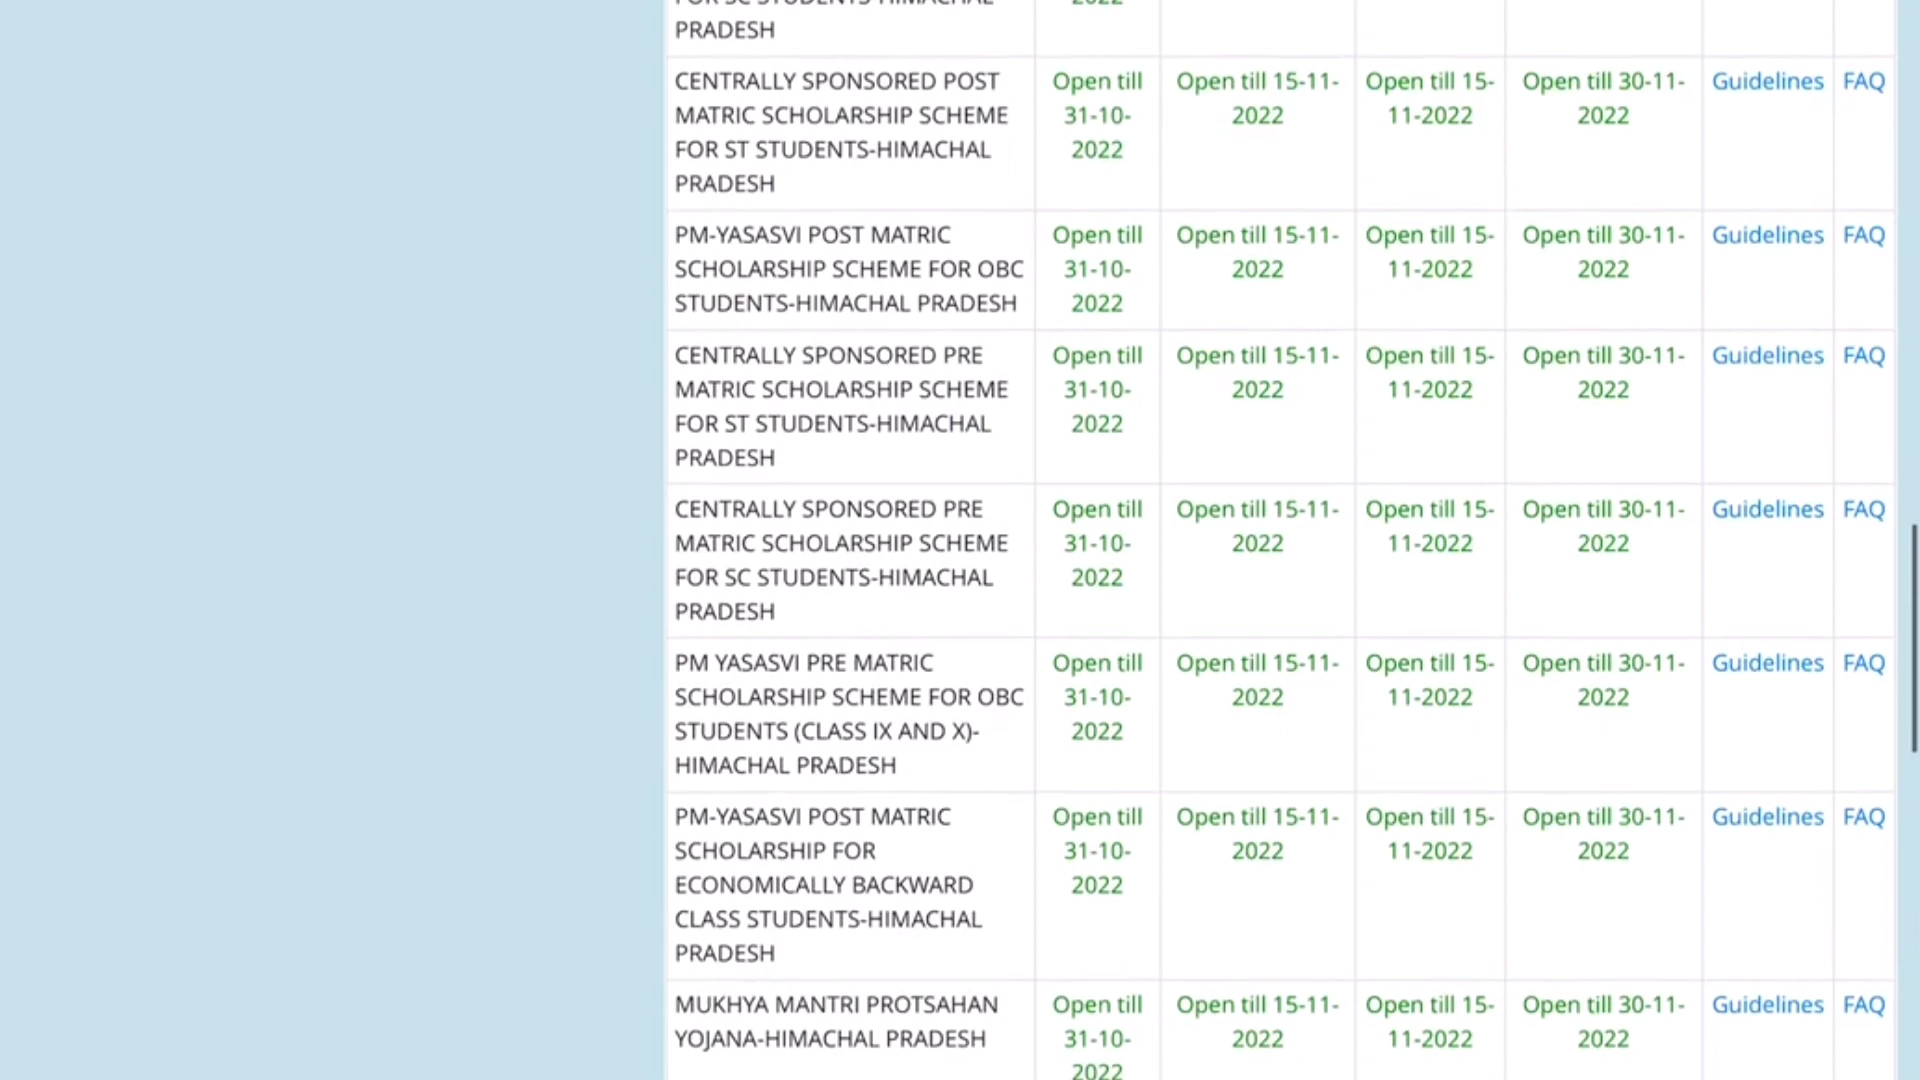 PRADESH
CENTRALLY SPONSORED POST
MATRIC SCHOLARSHIP SCHEME
FOR ST STUDENTS-HIMACHAL
PRADESH
Open till
31-10-
2022
Open till 15-11-
2022
Open till 15-
11-2022
Open till 30-11-
2022
Guidelines
FAQ
PM-YASASVI POST MATRIC
SCHOLARSHIP SCHEME FOR OBC
STUDENTS-HIMACHAL PRADESH
Open till
31-10-
2022
Open till 15-11-
2022
Open till 15-
11-2022
Open till 30-11-
2022
Guidelines
FAQ
CENTRALLY SPONSORED PRE
MATRIC SCHOLARSHIP SCHEME
FOR ST STUDENTS-HIMACHAL
PRADESH
Open till
31-10-
2022
Open till 15-11-
2022
Open till 15-
11-2022
Open till 30-11-
2022
Guidelines
FAQ
CENTRALLY SPONSORED PRE
MATRIC SCHOLARSHIP SCHEME
FOR SC STUDENTS-HIMACHAL
PRADESH
Open till
31-10-
2022
Open till 15-11-
2022
Open till 15-
11-2022
Open till 30-11-
2022
Guidelines
FAQ
PM YASASVI PRE MATRIC
SCHOLARSHIP SCHEME FOR OBC
STUDENTS (CLASS IX AND X)-
HIMACHAL PRADESH
Open till
31-10-
2022
Open till 15-11-
2022
Open till 15-
11-2022
Open till 30-11-
2022
Guidelines
FAQ
PM-YASASVI POST MATRIC
SCHOLARSHIP FOR
ECONOMICALLY BACKWARD
CLASS STUDENTS-HIMACHAL
PRADESH
Open till
31-10-
2022
Open till 15-11-
2022
Open till 15-
11-2022
Open till 30-11-
2022
Guidelines
FAQ
MUKHYA MANTRI PROTSAHAN
YOJANA-HIMACHAL PRADESH
Open till
31-10-
2022
Open till 15-11-
2022
Open till 15-
11-2022
Open till 30-11-
2022
Guidelines
FAQ